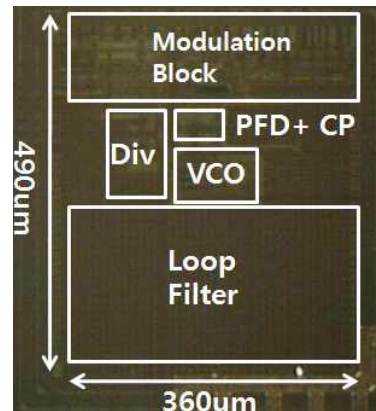 Modulation
Block
PFD+ CP
Div
VCO
490um
Loop
Filter
360um